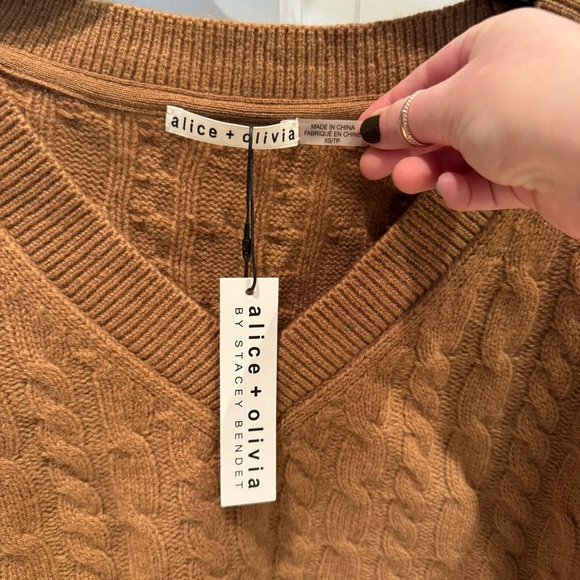 alice + olivia
MADE IN CHINA
FABRIQUÉ EN CHINE
XS/TP
alice + olivia
BY STACEY BENDET